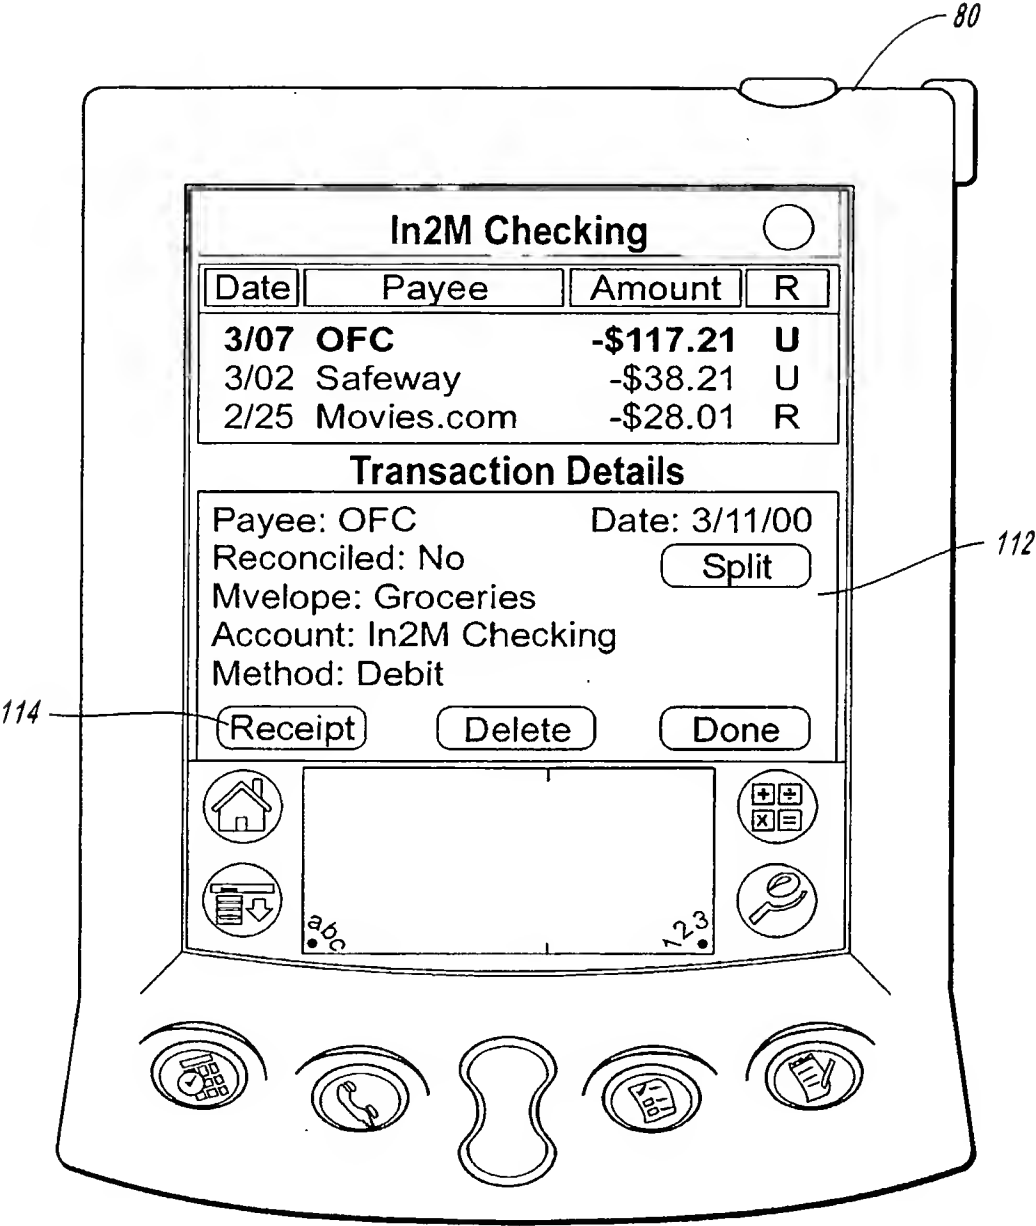 80
In2M Checking
Date Payee Amount R
3/07 OFC -$117.21 U
3/02 Safeway -$38.21 U
2/25 Movies.com -$28.01 R
Transaction Details
Payee: OFC Date: 3/11/00
Reconciled: No Split
112
Mvelope: Groceries
Account: In2M Checking
Method: Debit
114
Receipt Delete Done
+ ÷
x =
abc 123